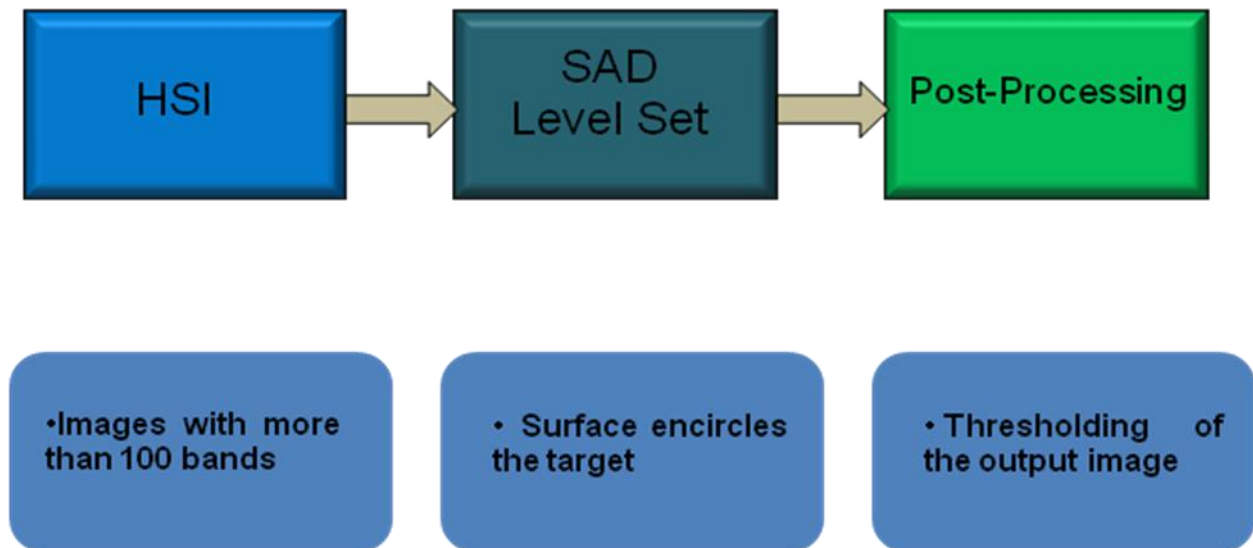 HSI
SAD
Level Set
Post-Processing
•Images with more
than 100 bands
• Surface encircles
the target
• Thresholding of
the output image